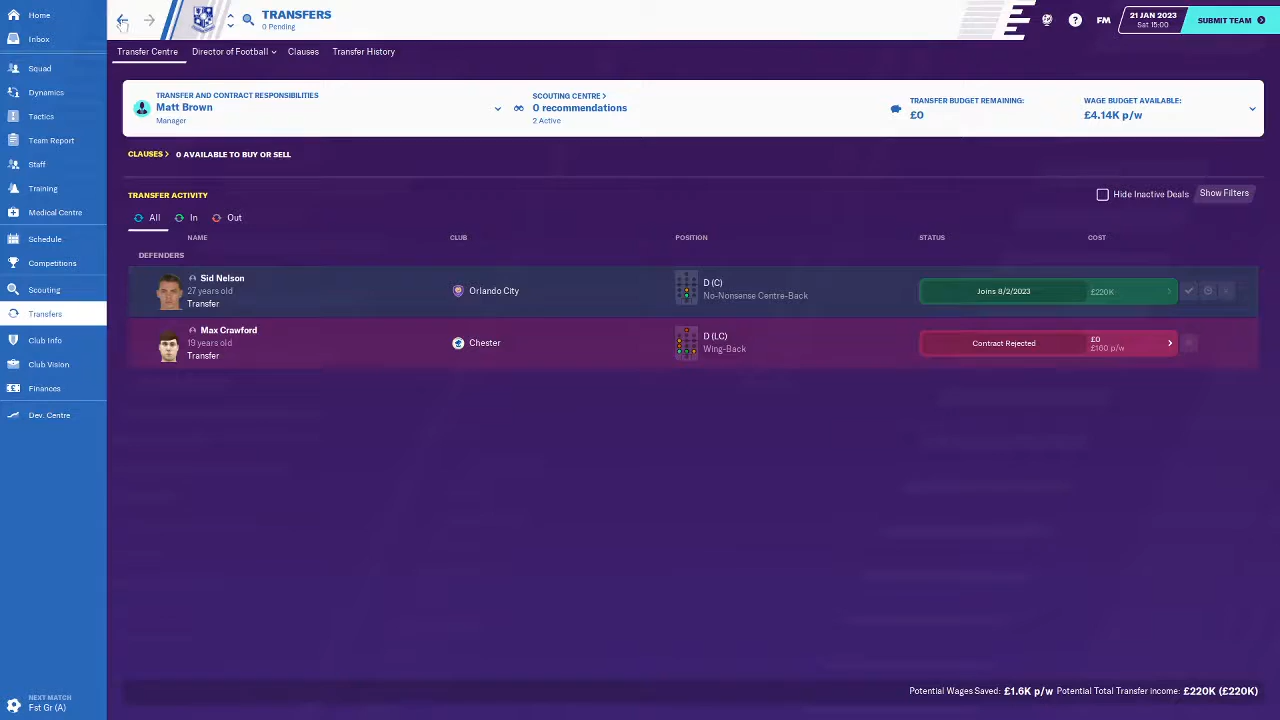 Home
Inbox
Squad
Dynamics
Tactics
Team Report
Staff
Training
Medical Centre
Schedule
Competitions
Scouting
Transfers
Club Info
Club Vision
Finances
Dev. Centre
NEXT MATCH
Fst Gr (A)
TRANSFERS
0 Pending
?
FM
21 JAN 2023
Sat 15:00
SUBMIT TEAM
Transfer Centre
Director of Football
Clauses
Transfer History
TRANSFER AND CONTRACT RESPONSIBILITIES
Matt Brown
Manager
SCOUTING CENTRE >
0 recommendations
2 Active
TRANSFER BUDGET REMAINING:
£0
WAGE BUDGET AVAILABLE:
£4.14K p/w
CLAUSES > 0 AVAILABLE TO BUY OR SELL
TRANSFER ACTIVITY
Hide Inactive Deals
Show Filters
All
In
Out
NAME CLUB POSITION STATUS COST
DEFENDERS
Sid Nelson
27 years old
Transfer
Orlando City
D (C)
No-Nonsense Centre-Back
Joins 8/2/2023
£220K
Max Crawford
19 years old
Transfer
Chester
D (LC)
Wing-Back
Contract Rejected
£0
£100 p/w
Potential Wages Saved: £1.6K p/w Potential Total Transfer income: £220K (£220K)